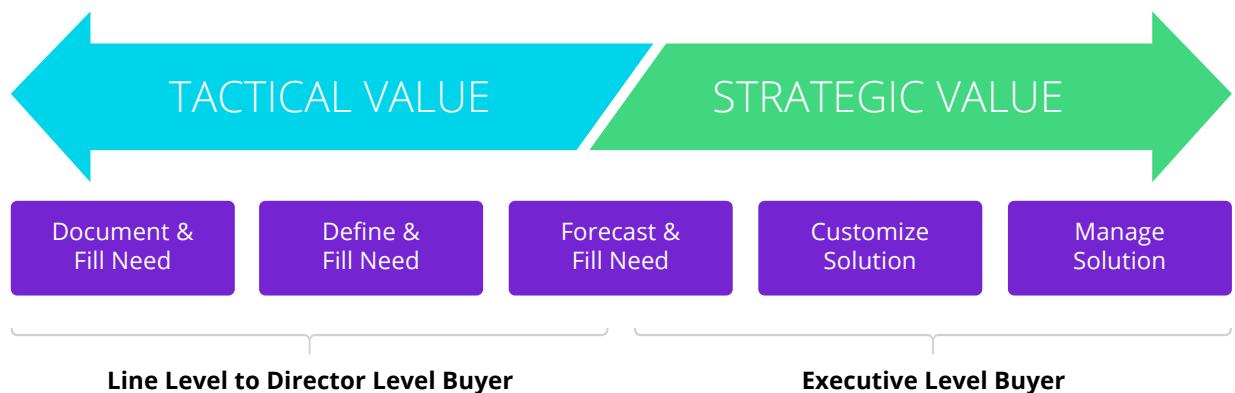 TACTICAL VALUE
STRATEGIC VALUE
Document &
Fill Need
Define &
Fill Need
Forecast &
Fill Need
Customize
Solution
Manage
Solution
Line Level to Director Level Buyer
Executive Level Buyer